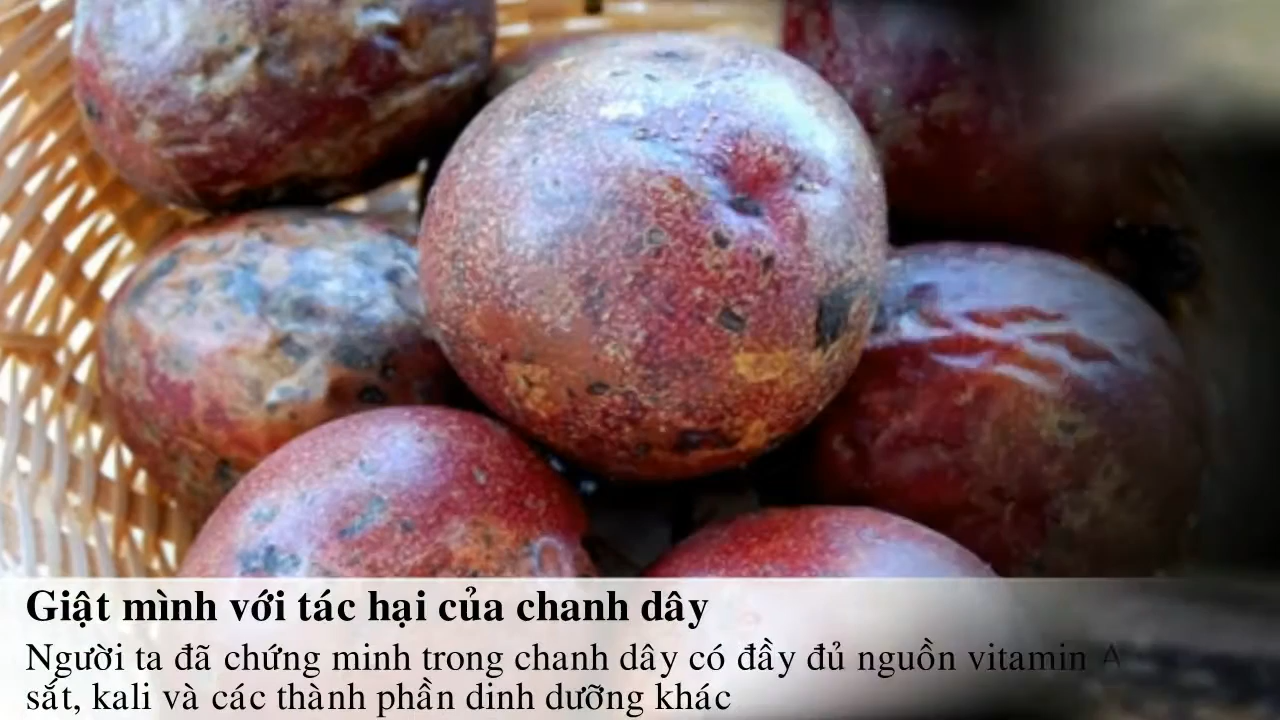 Giật mình với tác hại của chanh dây
Người ta đã chứng minh trong chanh dây có đầy đủ nguồn vitamin A
sắt, kali và các thành phần dinh dưỡng khác